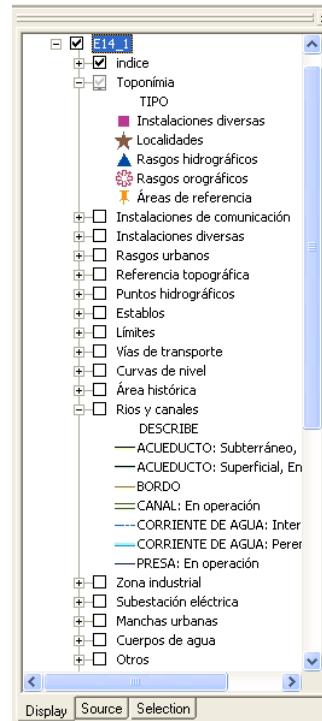 E14_1
indice
Toponímia
TIPO
Instalaciones diversas
Localidades
Rasgos hidrográficos
Rasgos orográficos
Áreas de referencia
Instalaciones de comunicación
Instalaciones diversas
Rasgos urbanos
Referencia topográfica
Puntos hidrográficos
Establos
Límites
Vías de transporte
Curvas de nivel
Área histórica
Rios y canales
DESCRIBE
ACUEDUCTO: Subterráneo,
ACUEDUCTO: Superficial, En
BORDO
CANAL: En operación
CORRIENTE DE AGUA: Inter
CORRIENTE DE AGUA: Perer
PRESA: En operación
Zona industrial
Subestación eléctrica
Manchas urbanas
Cuerpos de agua
Otros
Display Source Selection